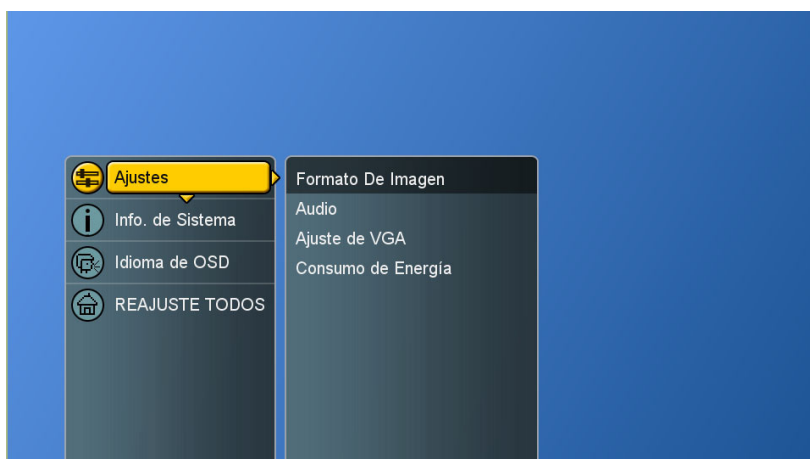 Ajustes
Info. de Sistema
Idioma de OSD
REAJUSTE TODOS
Formato De Imagen
Audio
Ajuste de VGA
Consumo de Energía